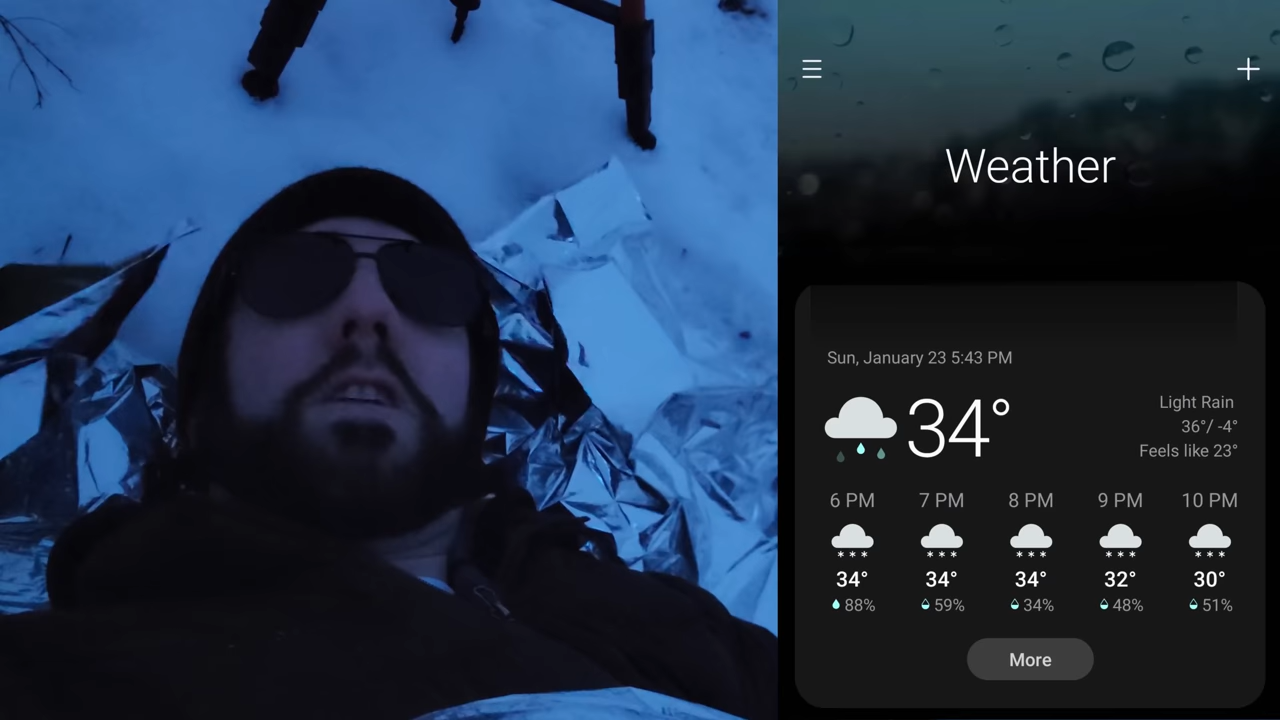 Weather
Sun, January 23 5:43 PM
34°
Light Rain
36°/ -4°
Feels like 23°
6 PM 7 PM 8 PM 9 PM 10 PM
34° 34° 34° 32° 30°
88% 59% 34% 48% 51%
More